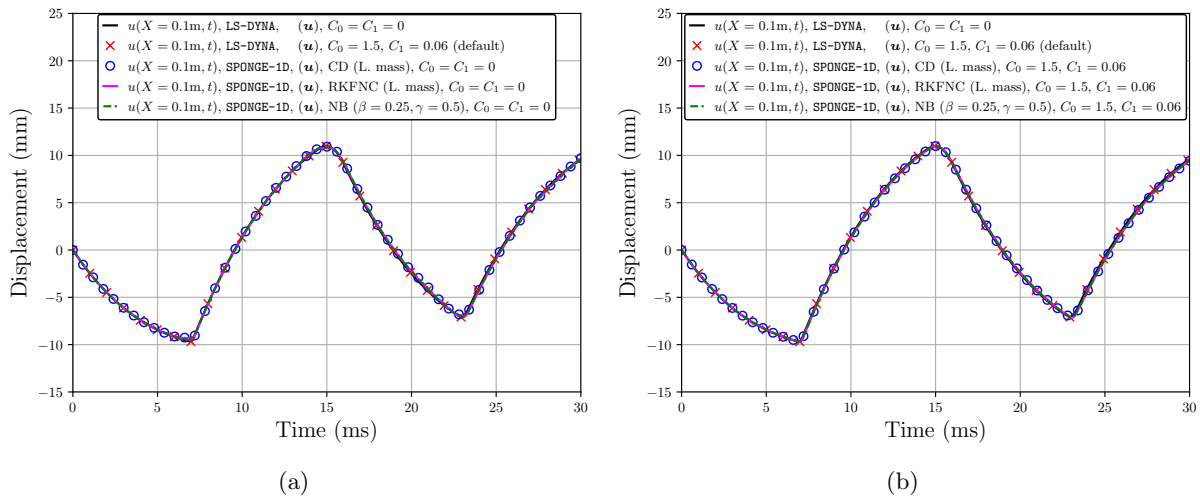 u(X = 0.1m, t), LS-DYNA, (u), C₀ = C₁ = 0
u(X = 0.1m, t), LS-DYNA, (u), C₀ = 1.5, C₁ = 0.06 (default)
u(X = 0.1m, t), SPONGE-1D, (u), CD (L. mass), C₀ = C₁ = 0
u(X = 0.1m, t), SPONGE-1D, (u), RKFNC (L. mass), C₀ = C₁ = 0
u(X = 0.1m, t), SPONGE-1D, (u), NB (β = 0.25, γ = 0.5), C₀ = C₁ = 0
25
20
15
10
5
0
−5
−10
−15
Displacement (mm)
0 5 10 15 20 25 30
Time (ms)
(a)
u(X = 0.1m, t), LS-DYNA, (u), C₀ = C₁ = 0
u(X = 0.1m, t), LS-DYNA, (u), C₀ = 1.5, C₁ = 0.06 (default)
u(X = 0.1m, t), SPONGE-1D, (u), CD (L. mass), C₀ = 1.5, C₁ = 0.06
u(X = 0.1m, t), SPONGE-1D, (u), RKFNC (L. mass), C₀ = 1.5, C₁ = 0.06
u(X = 0.1m, t), SPONGE-1D, (u), NB (β = 0.25, γ = 0.5), C₀ = 1.5, C₁ = 0.06
25
20
15
10
5
0
−5
−10
−15
Displacement (mm)
0 5 10 15 20 25 30
Time (ms)
(b)